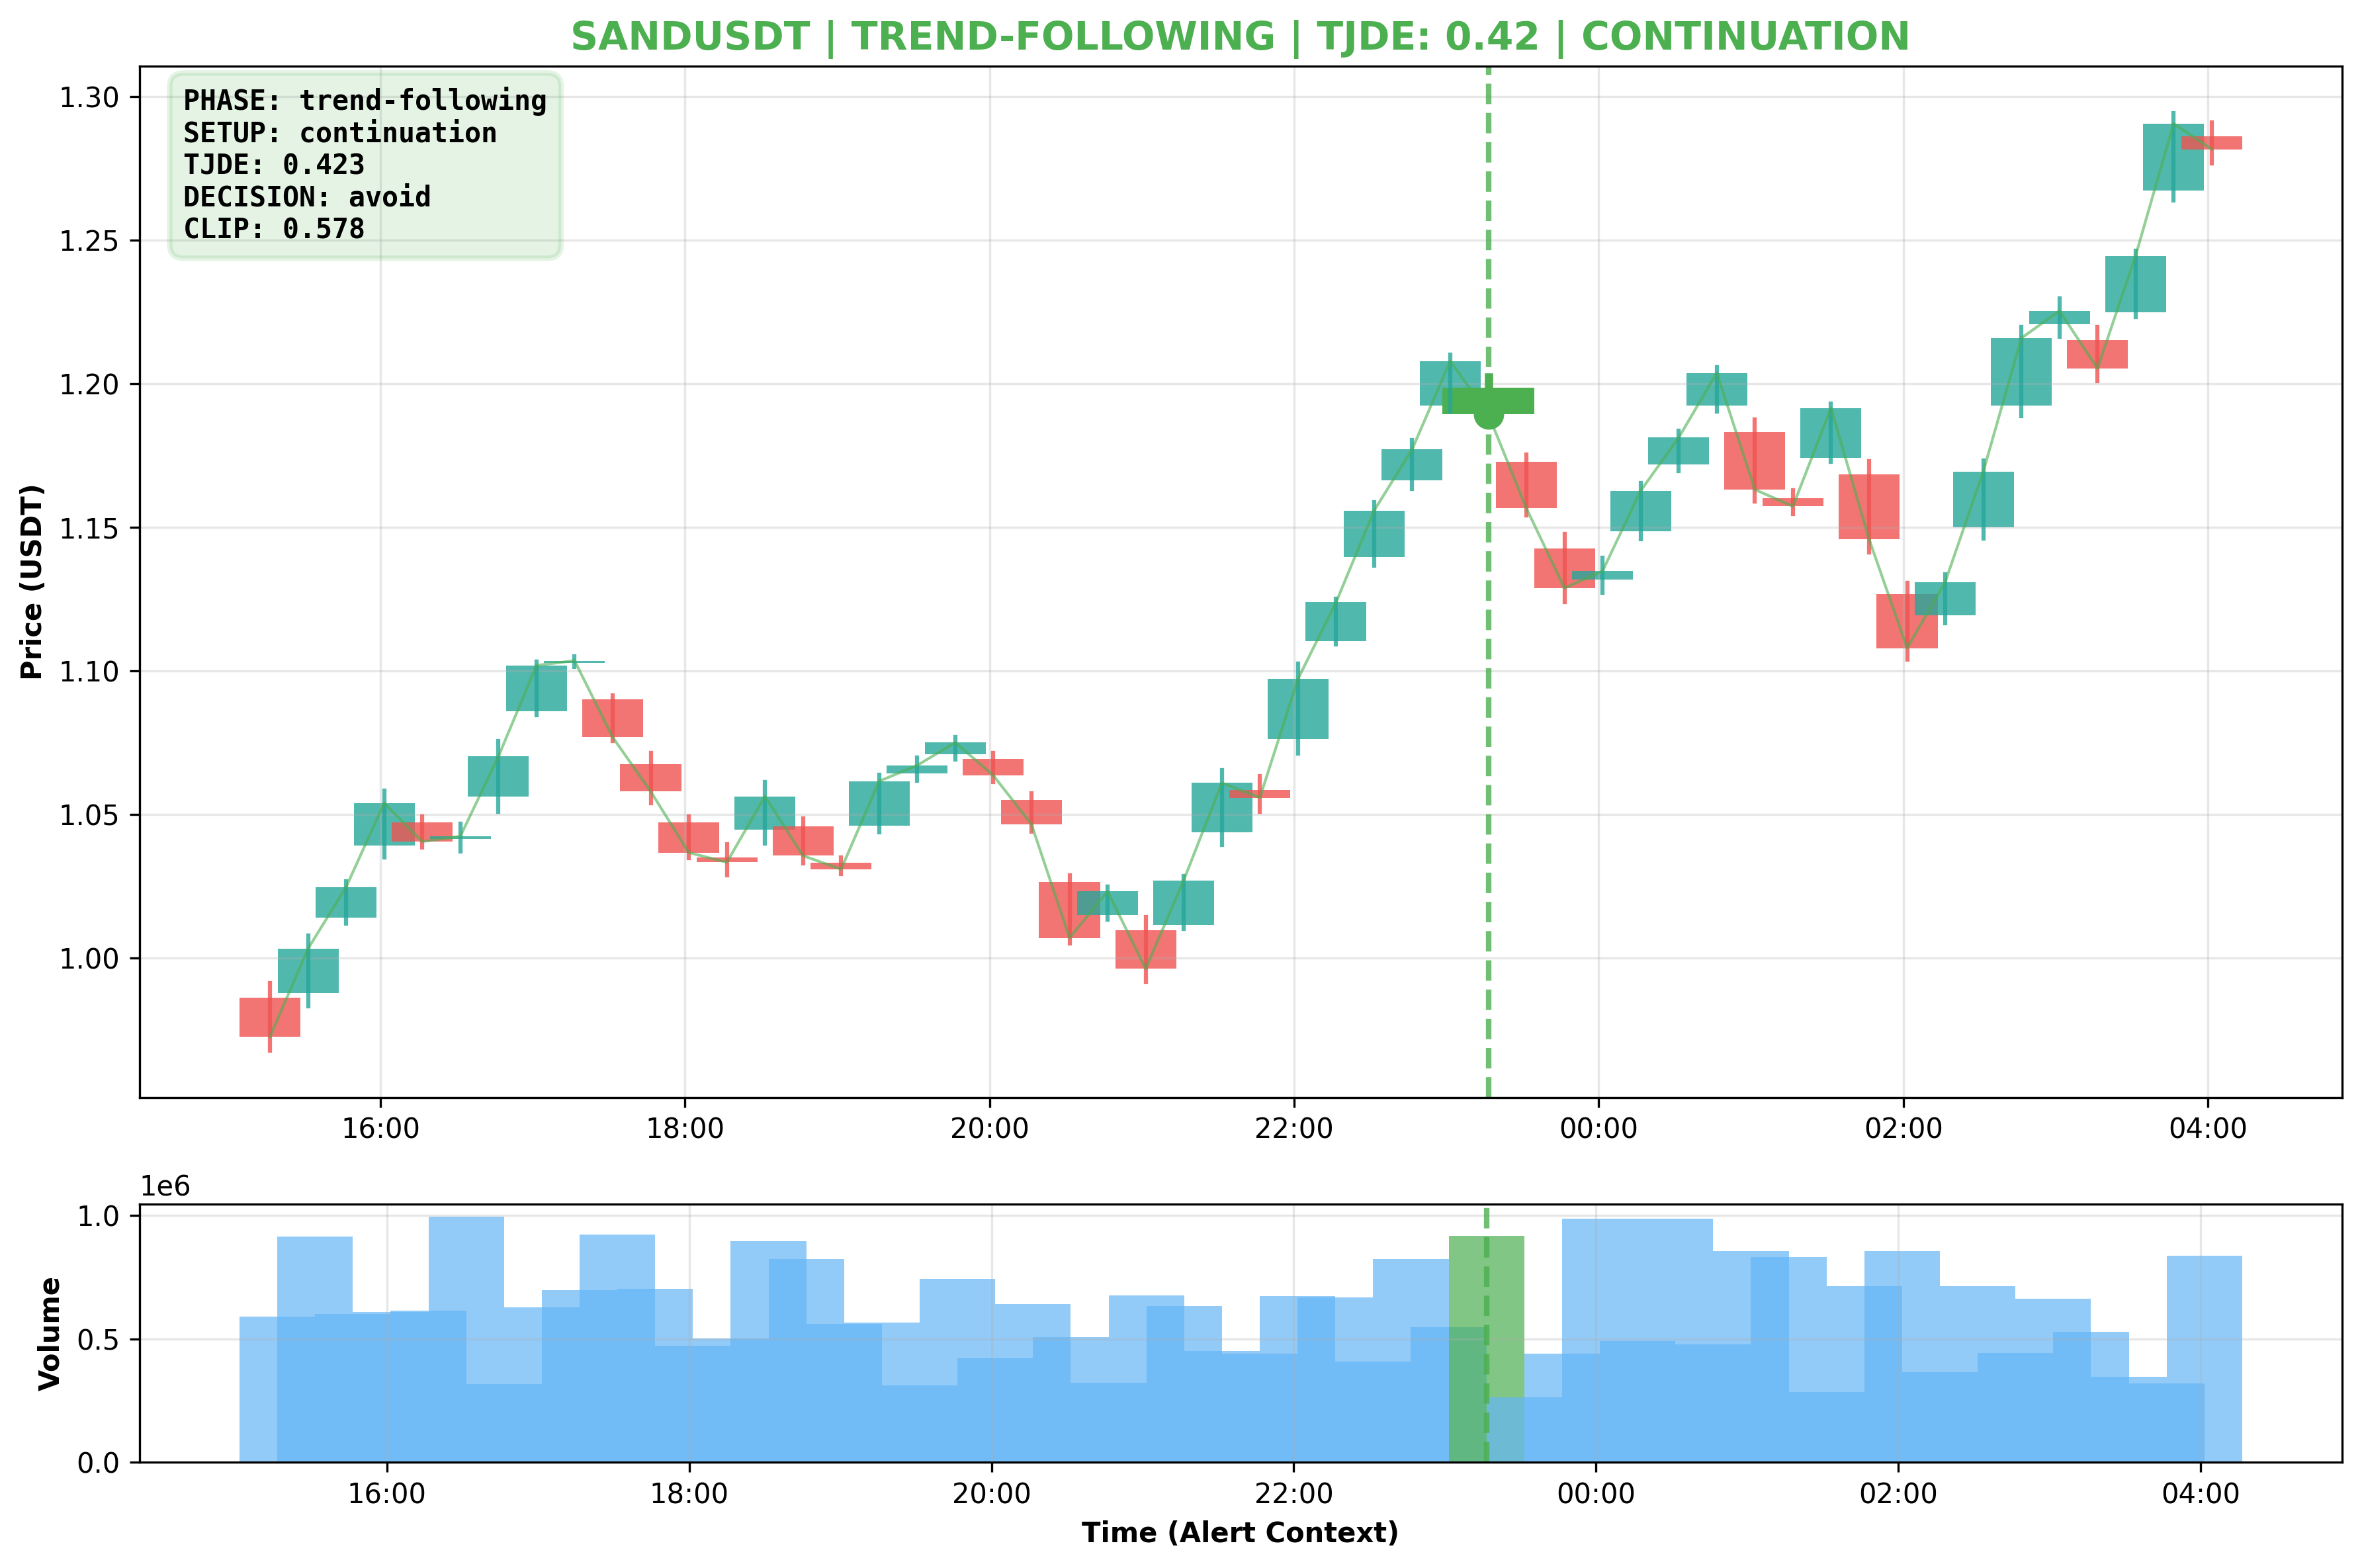 SANDUSDT | TREND-FOLLOWING | TJDE: 0.42 | CONTINUATION
PHASE: trend-following
SETUP: continuation
TJDE: 0.423
DECISION: avoid
CLIP: 0.578
1.30
1.25
1.20
1.15
1.10
1.05
1.00
Price (USDT)
16:00 18:00 20:00 22:00 00:00 02:00 04:00
1e6
1.0
0.5
0.0
Volume
16:00 18:00 20:00 22:00 00:00 02:00 04:00
Time (Alert Context)